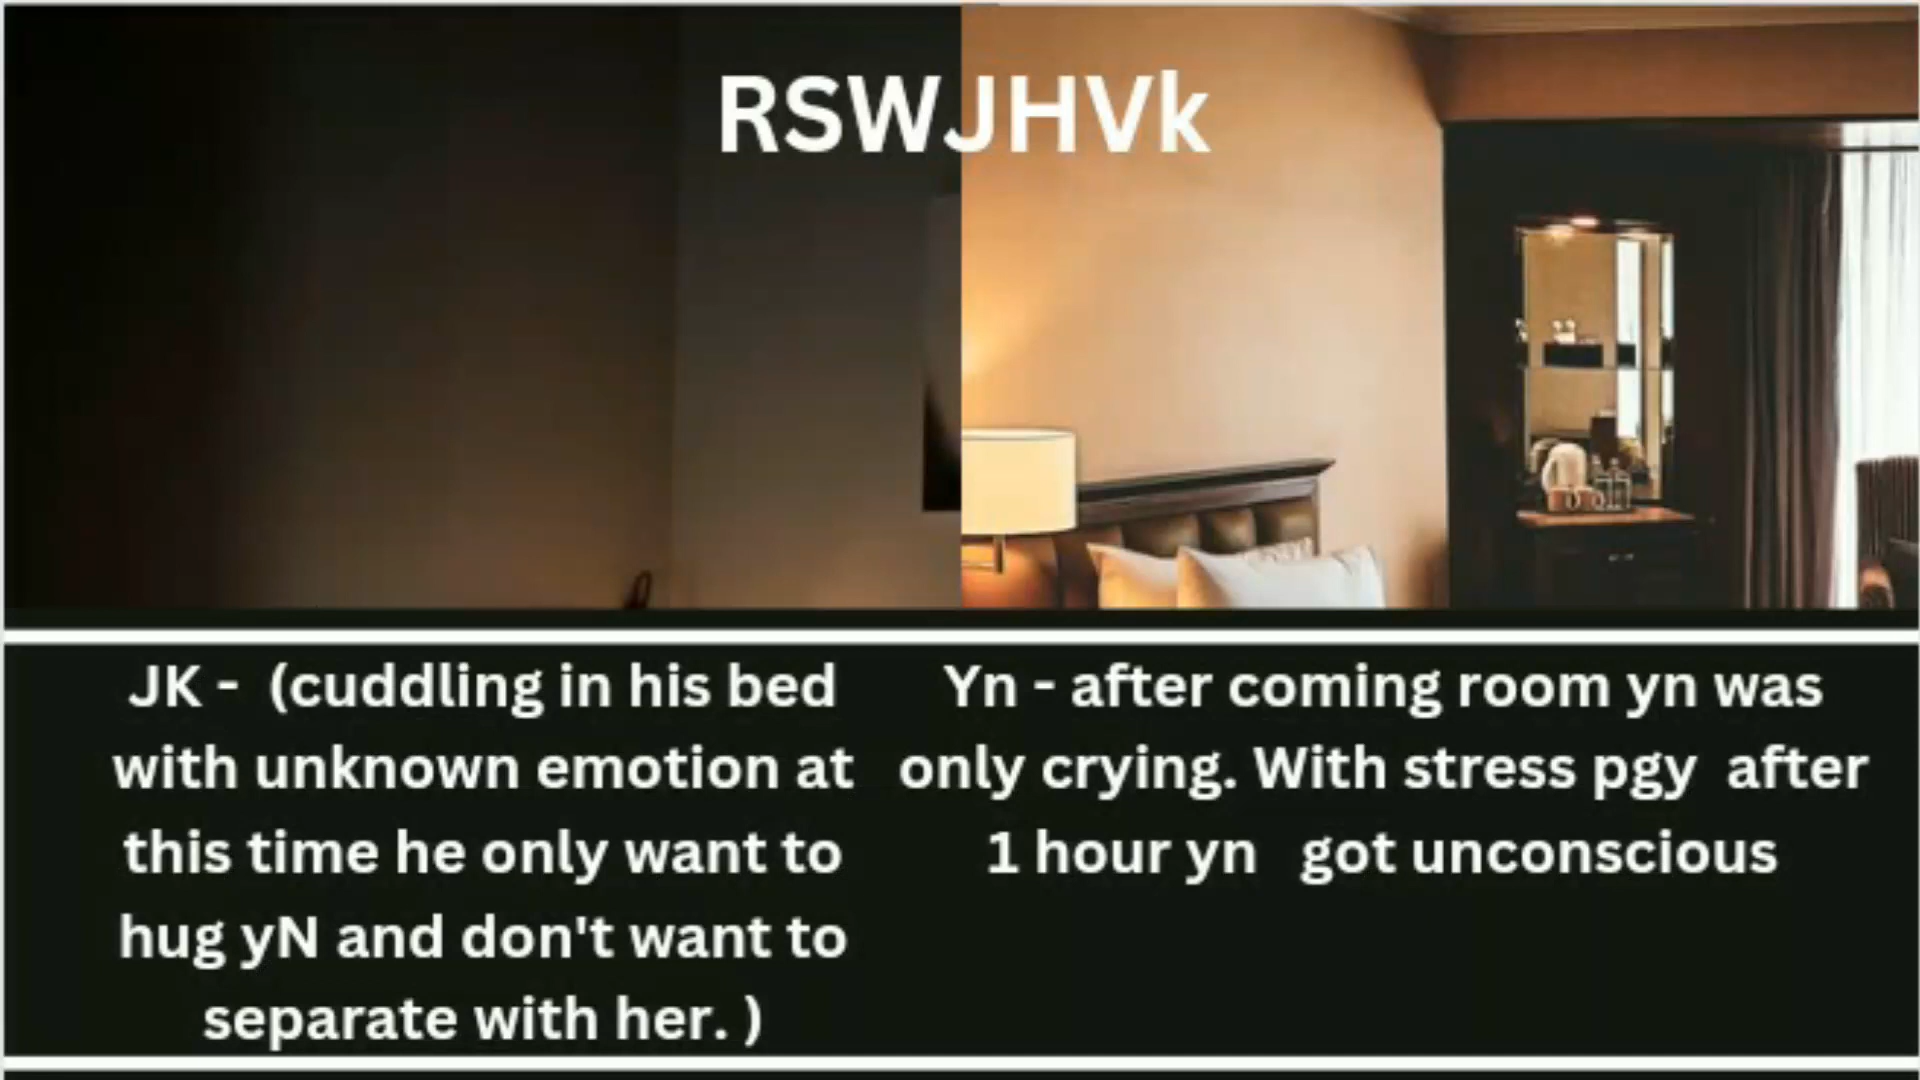 RSWJHVk
JK - (cuddling in his bed
with unknown emotion at
this time he only want to
hug yN and don't want to
separate with her. )
Yn - after coming room yn was
only crying. With stress pgy after
1 hour yn got unconscious